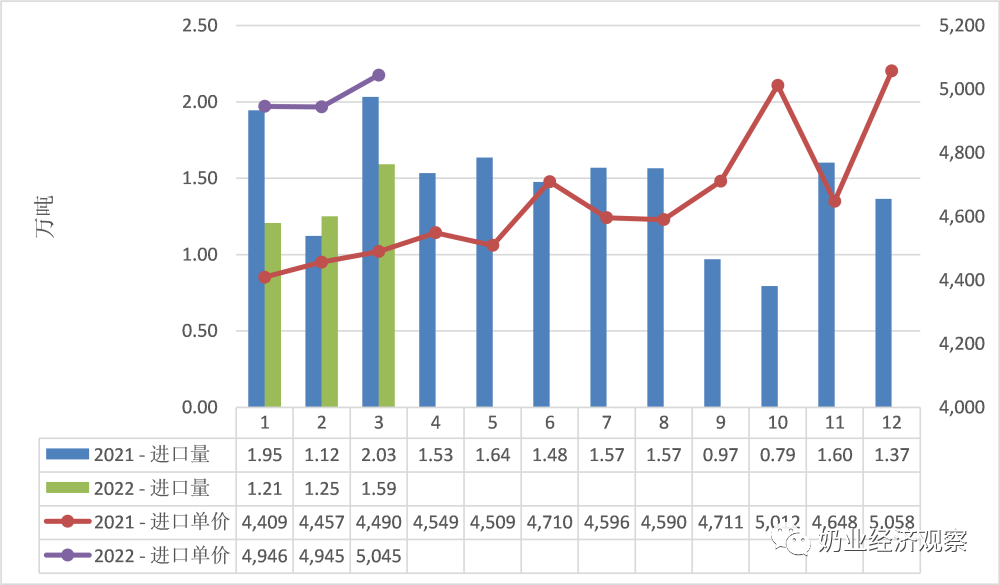 2.50 5,200
2.00 5,000
1.50 4,800
4,600
1.00 4,400
0.50 4,200
0.00 4,000
万吨
1 2 3 4 5 6 7 8 9 10 11 12
2021 - 进口量 1.95 1.12 2.03 1.53 1.64 1.48 1.57 1.57 0.97 0.79 1.60 1.37
2022 - 进口量 1.21 1.25 1.59
2021 - 进口单价 4,409 4,457 4,490 4,549 4,509 4,710 4,596 4,590 4,711 5,012 4,648 5,058
2022 - 进口单价 4,946 4,945 5,045
奶业经济观察